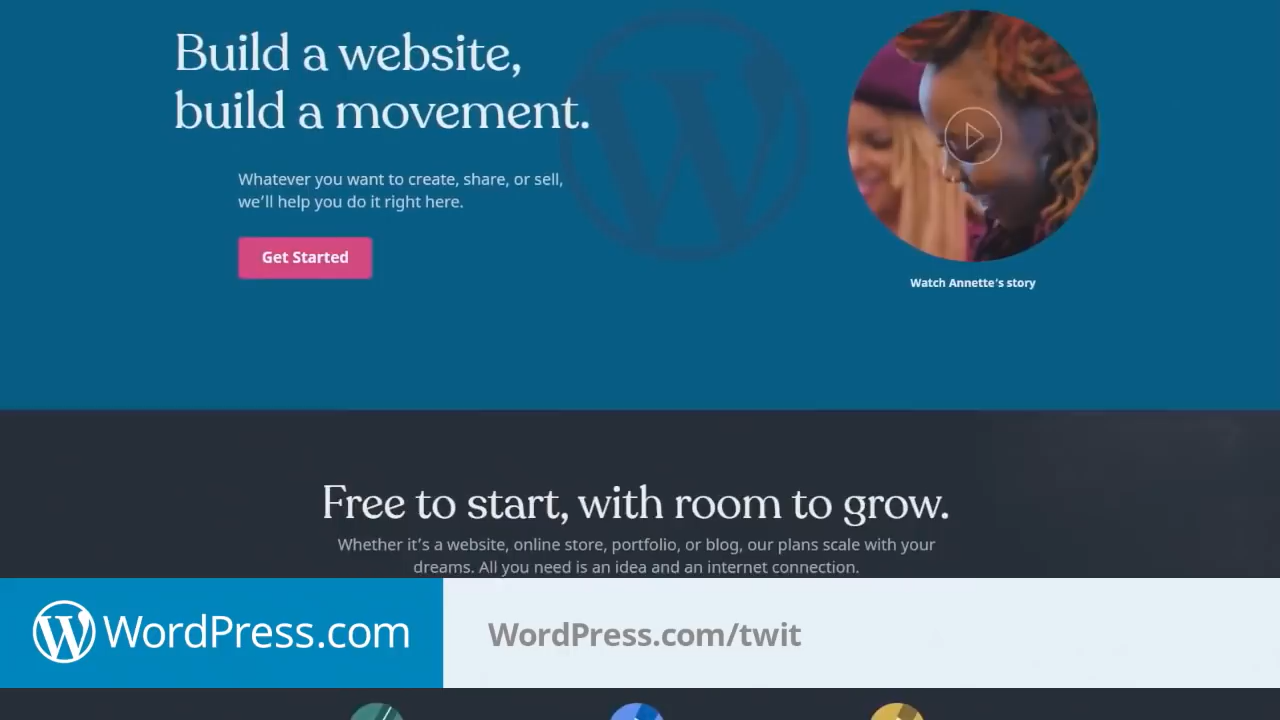 Build a website,
build a movement.
Whatever you want to create, share, or sell,
we’ll help you do it right here.
Get Started
Watch Annette’s story
Free to start, with room to grow.
Whether it’s a website, online store, portfolio, or blog, our plans scale with your
dreams. All you need is an idea and an internet connection.
WordPress.com
WordPress.com/twit